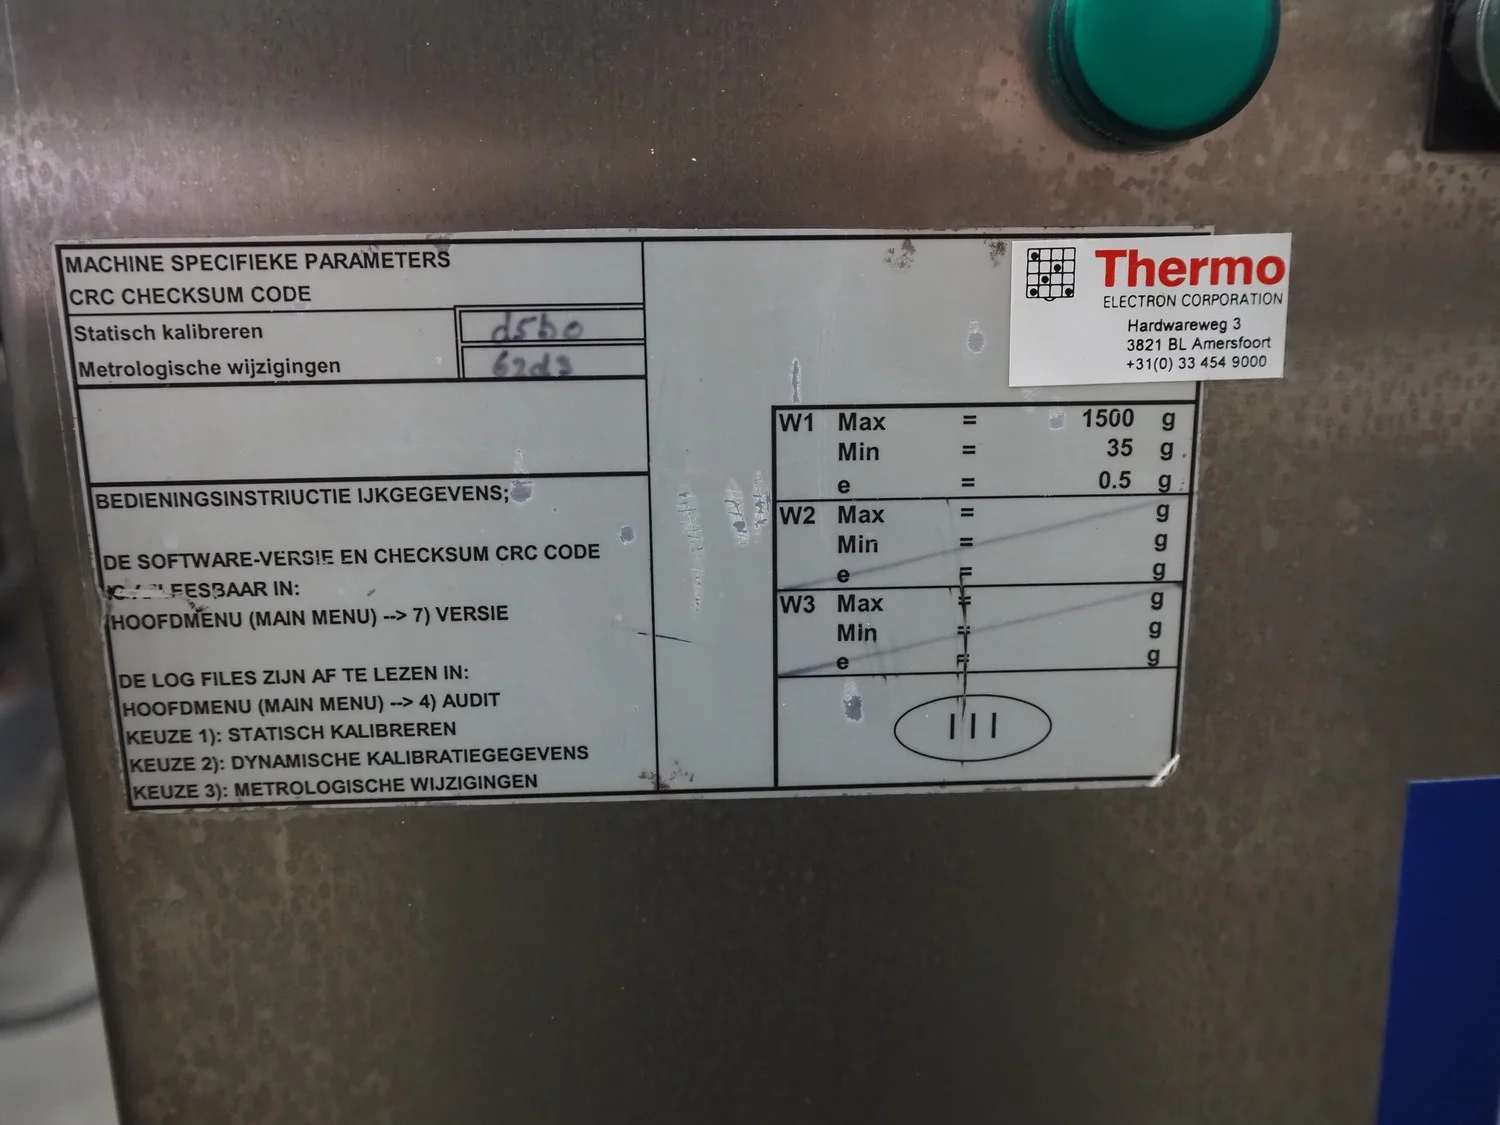 MACHINE SPECIFIEKE PARAMETERS
CRC CHECKSUM CODE
Statisch kalibreren d5b0
Metrologische wijzigingen 62d2
BEDIENINGSINSTRIUCTIE IJKGEGEVENS;
DE SOFTWARE-VERSIE EN CHECKSUM CRC CODE
LEESBAAR IN:
HOOFDMENU (MAIN MENU) --> 7) VERSIE
DE LOG FILES ZIJN AF TE LEZEN IN:
HOOFDMENU (MAIN MENU) --> 4) AUDIT
KEUZE 1): STATISCH KALIBREREN
KEUZE 2): DYNAMISCHE KALIBRATIEGEGEVENS
KEUZE 3): METROLOGISCHE WIJZIGINGEN
Thermo
ELECTRON CORPORATION
Hardwareweg 3
3821 BL Amersfoort
+31(0) 33 454 9000
W1 Max = 1500 g
Min = 35 g
e = 0.5 g
W2 Max = g
Min = g
e = g
W3 Max = g
Min = g
e = g
III